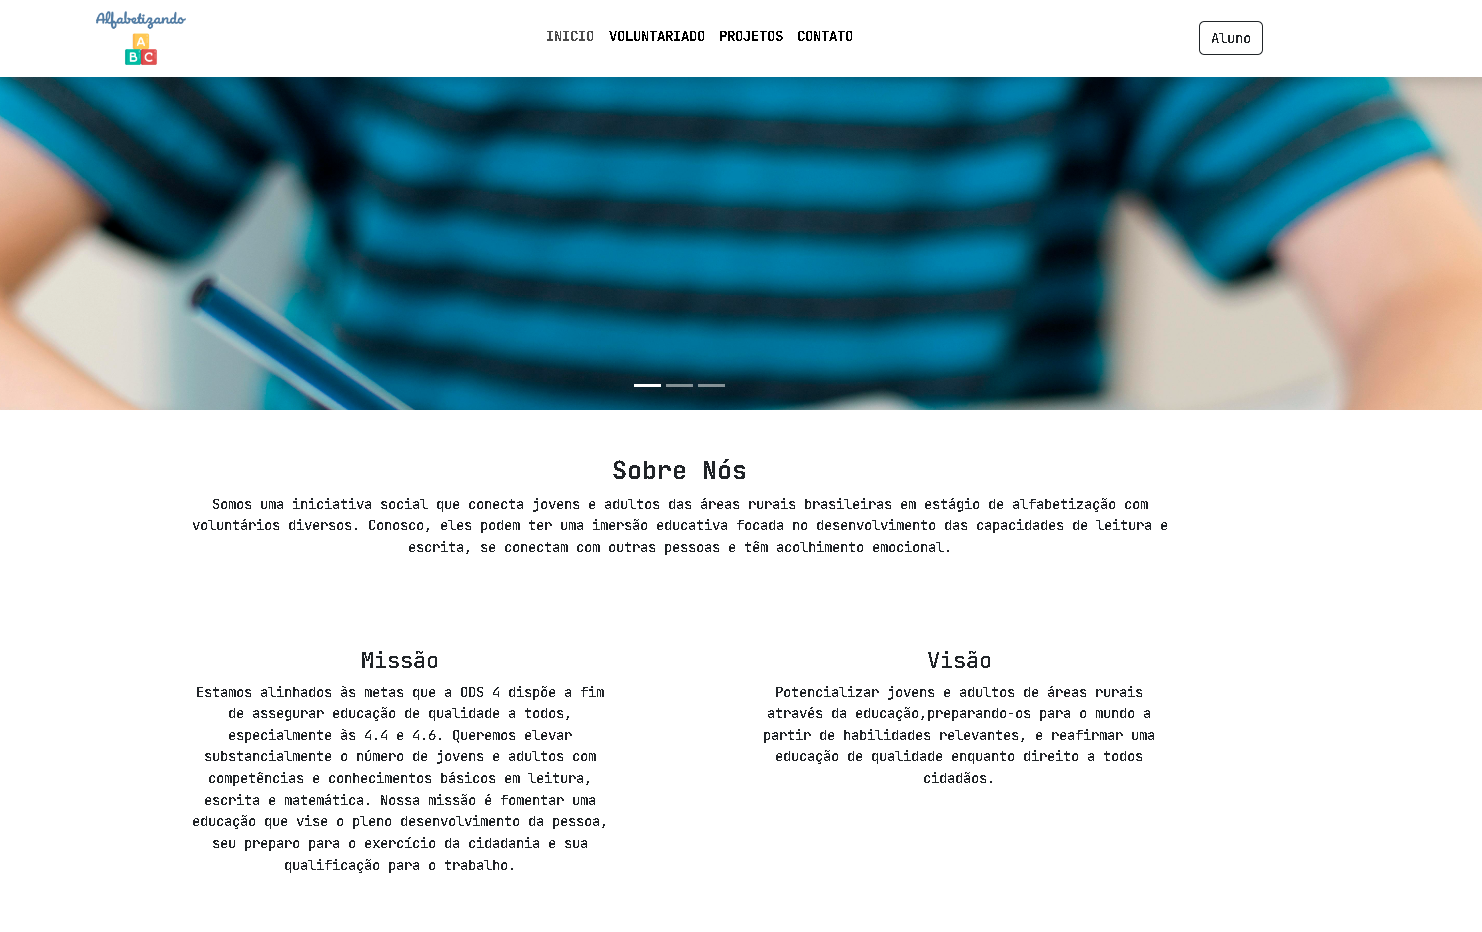 Alfabetizando
A
B C
INICIO VOLUNTARIADO PROJETOS CONTATO
Aluno
Sobre Nós
Somos uma iniciativa social que conecta jovens e adultos das áreas rurais brasileiras em estágio de alfabetização com
voluntários diversos. Conosco, eles podem ter uma imersão educativa focada no desenvolvimento das capacidades de leitura e
escrita, se conectam com outras pessoas e têm acolhimento emocional.
Missão
Estamos alinhados às metas que a ODS 4 dispõe a fim
de assegurar educação de qualidade a todos,
especialmente às 4.4 e 4.6. Queremos elevar
substancialmente o número de jovens e adultos com
competências e conhecimentos básicos em leitura,
escrita e matemática. Nossa missão é fomentar uma
educação que vise o pleno desenvolvimento da pessoa,
seu preparo para o exercício da cidadania e sua
qualificação para o trabalho.
Visão
Potencializar jovens e adultos de áreas rurais
através da educação,preparando-os para o mundo a
partir de habilidades relevantes, e reafirmar uma
educação de qualidade enquanto direito a todos
cidadãos.